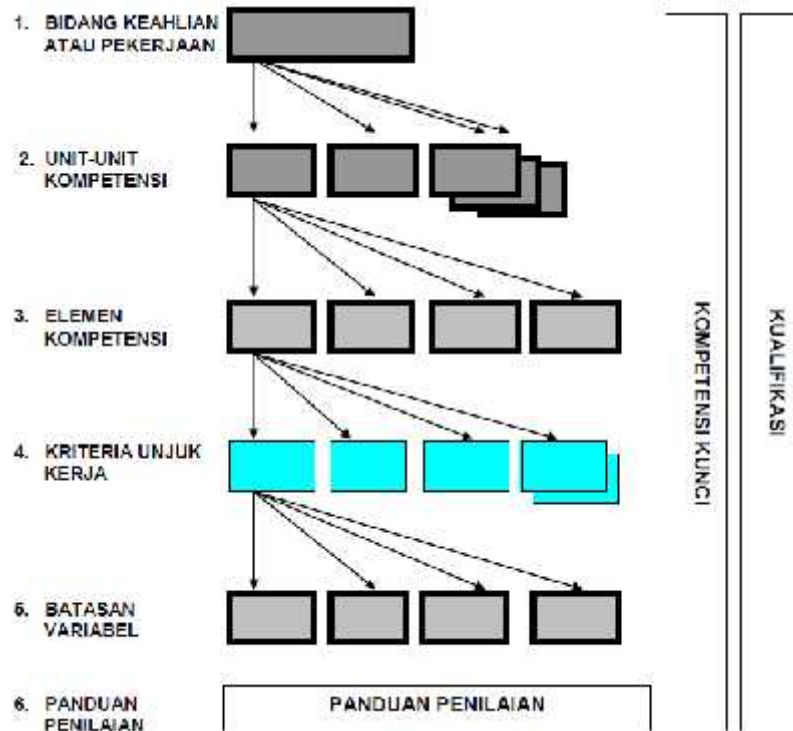 1. BIDANG KEAHLIAN
ATAU PEKERJAAN
2. UNIT-UNIT
KOMPETENSI
3. ELEMEN
KOMPETENSI
4. KRITERIA UNJUK
KERJA
5. BATASAN
VARIABEL
6. PANDUAN
PENILAIAN
PANDUAN PENILAIAN
KOMPETENSI KUNCI
KUALIFIKASI